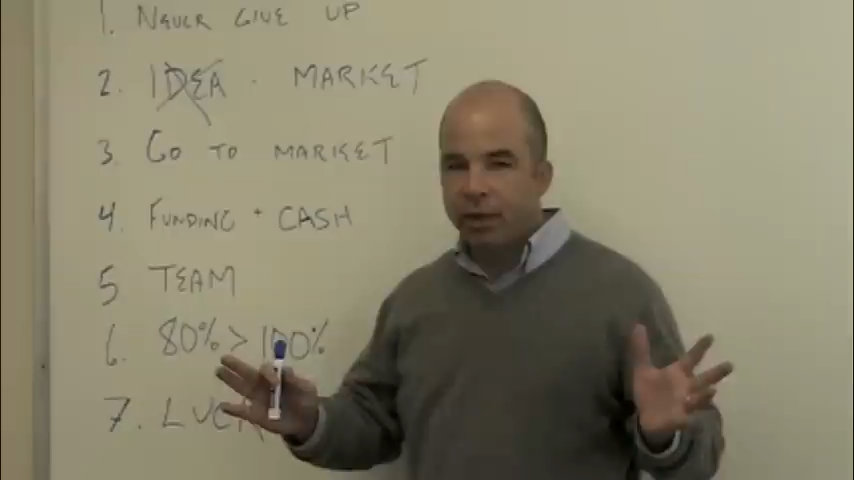 1. NEVER GIVE UP
2. IDEA - MARKET
3. GO TO MARKET
4 FUNDING + CASH
5 TEAM
6. 80% > 100%
7. LUCK